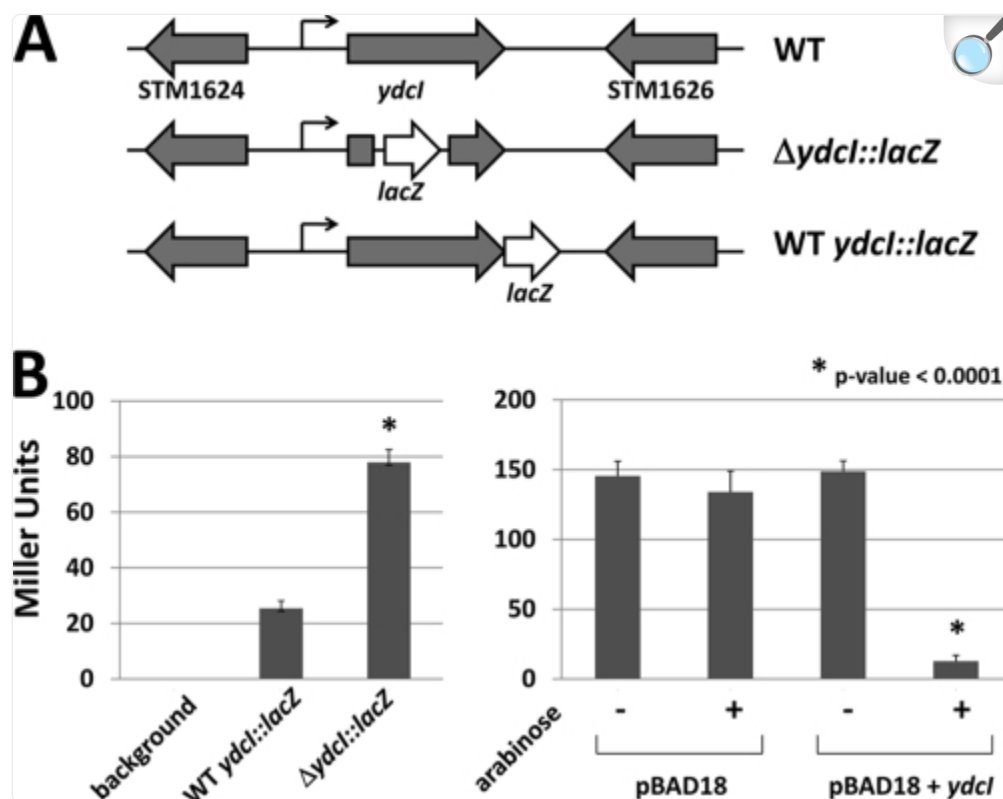 A
WT
STM1624
ydcI
STM1626
ΔydcI::lacZ
lacZ
WT ydcI::lacZ
lacZ
B
* p-value < 0.0001
Miller Units
100
80
60
40
20
0
*
background
WT ydcI::lacZ
ΔydcI::lacZ
200
150
100
50
0
*
arabinose
- + - +
pBAD18
pBAD18 + ydcI